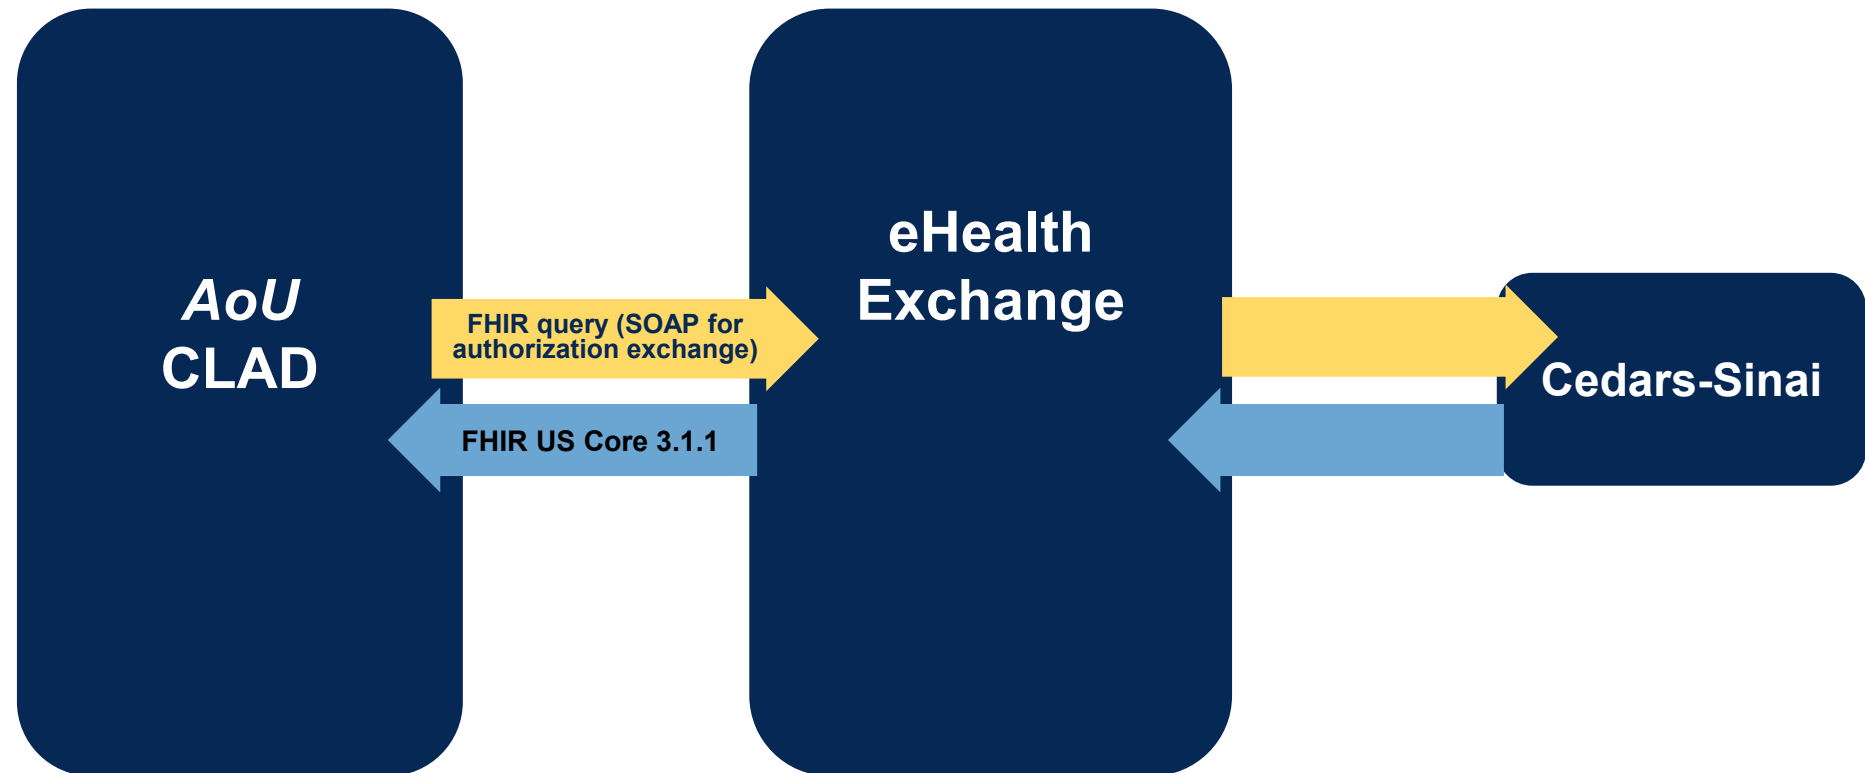 AoU
CLAD
FHIR query (SOAP for
authorization exchange)
FHIR US Core 3.1.1
eHealth
Exchange
Cedars-Sinai